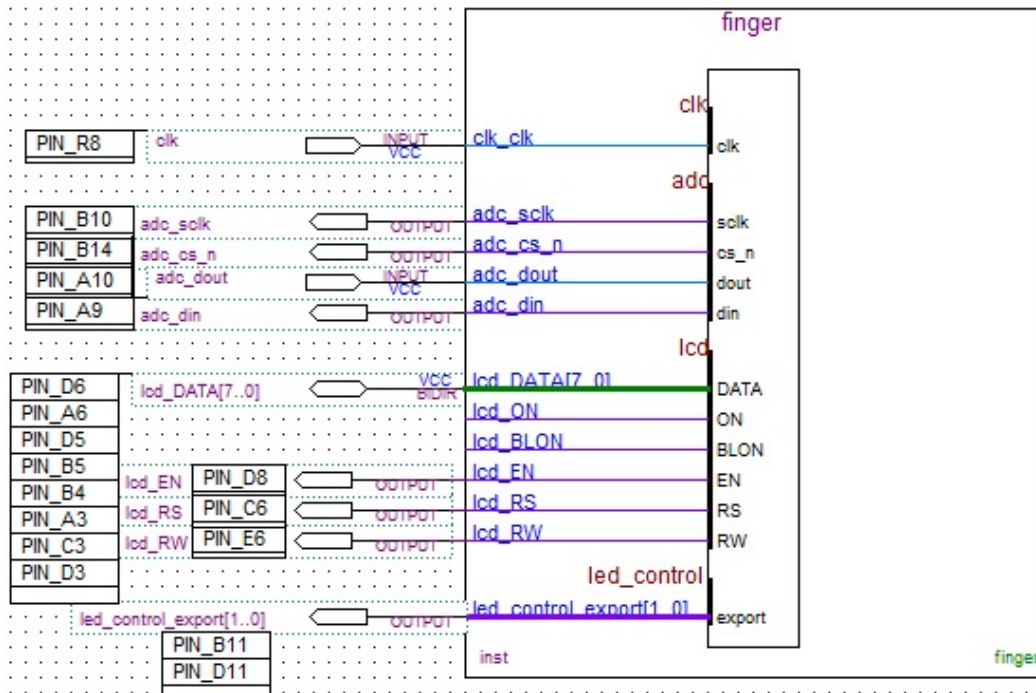 finger
clk
PIN_R8 clk INPUT VCC clk_clk clk
adc
PIN_B10 adc_sclk OUTPUT adc_sclk sclk
PIN_B14 adc_cs_n OUTPUT adc_cs_n cs_n
PIN_A10 adc_dout INPUT VCC adc_dout dout
PIN_A9 adc_din OUTPUT adc_din din
lcd
PIN_D6 lcd_DATA[7..0] VCC BIDIR lcd_DATA[7..0] DATA
PIN_A6 lcd_ON ON
PIN_D5 lcd_BLON BLON
PIN_B5
lcd_EN PIN_D8 OUTPUT lcd_EN EN
PIN_B4
PIN_A3 lcd_RS PIN_C6 OUTPUT lcd_RS RS
PIN_C3 lcd_RW PIN_E6 OUTPUT lcd_RW RW
PIN_D3
led_control
led_control_export[1..0] OUTPUT led_control_export[1..0] export
PIN_B11
PIN_D11
inst finger